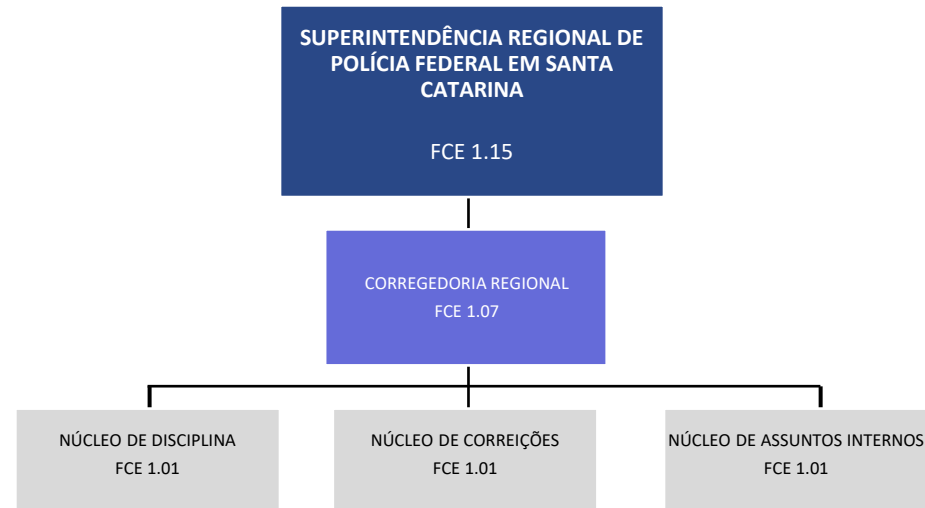 SUPERINTENDÊNCIA REGIONAL DE
POLÍCIA FEDERAL EM SANTA
CATARINA
FCE 1.15
CORREGEDORIA REGIONAL
FCE 1.07
NÚCLEO DE DISCIPLINA
FCE 1.01
NÚCLEO DE CORREIÇÕES
FCE 1.01
NÚCLEO DE ASSUNTOS INTERNOS
FCE 1.01